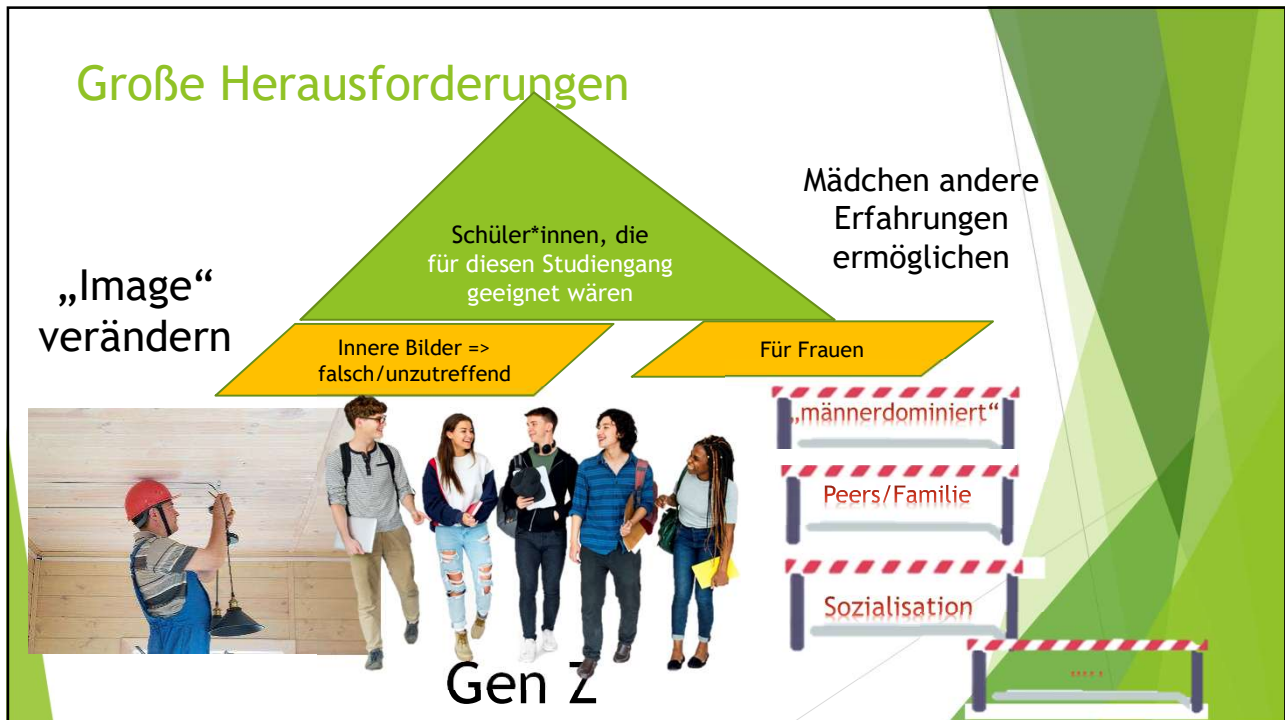 Große Herausforderungen
Schüler*innen, die
für diesen Studiengang
geeignet wären
Mädchen andere
Erfahrungen
ermöglichen
„Image“
verändern
Innere Bilder =>
falsch/unzutreffend
Für Frauen
„männerdominiert“
Peers/Familie
Sozialisation
Gen Z